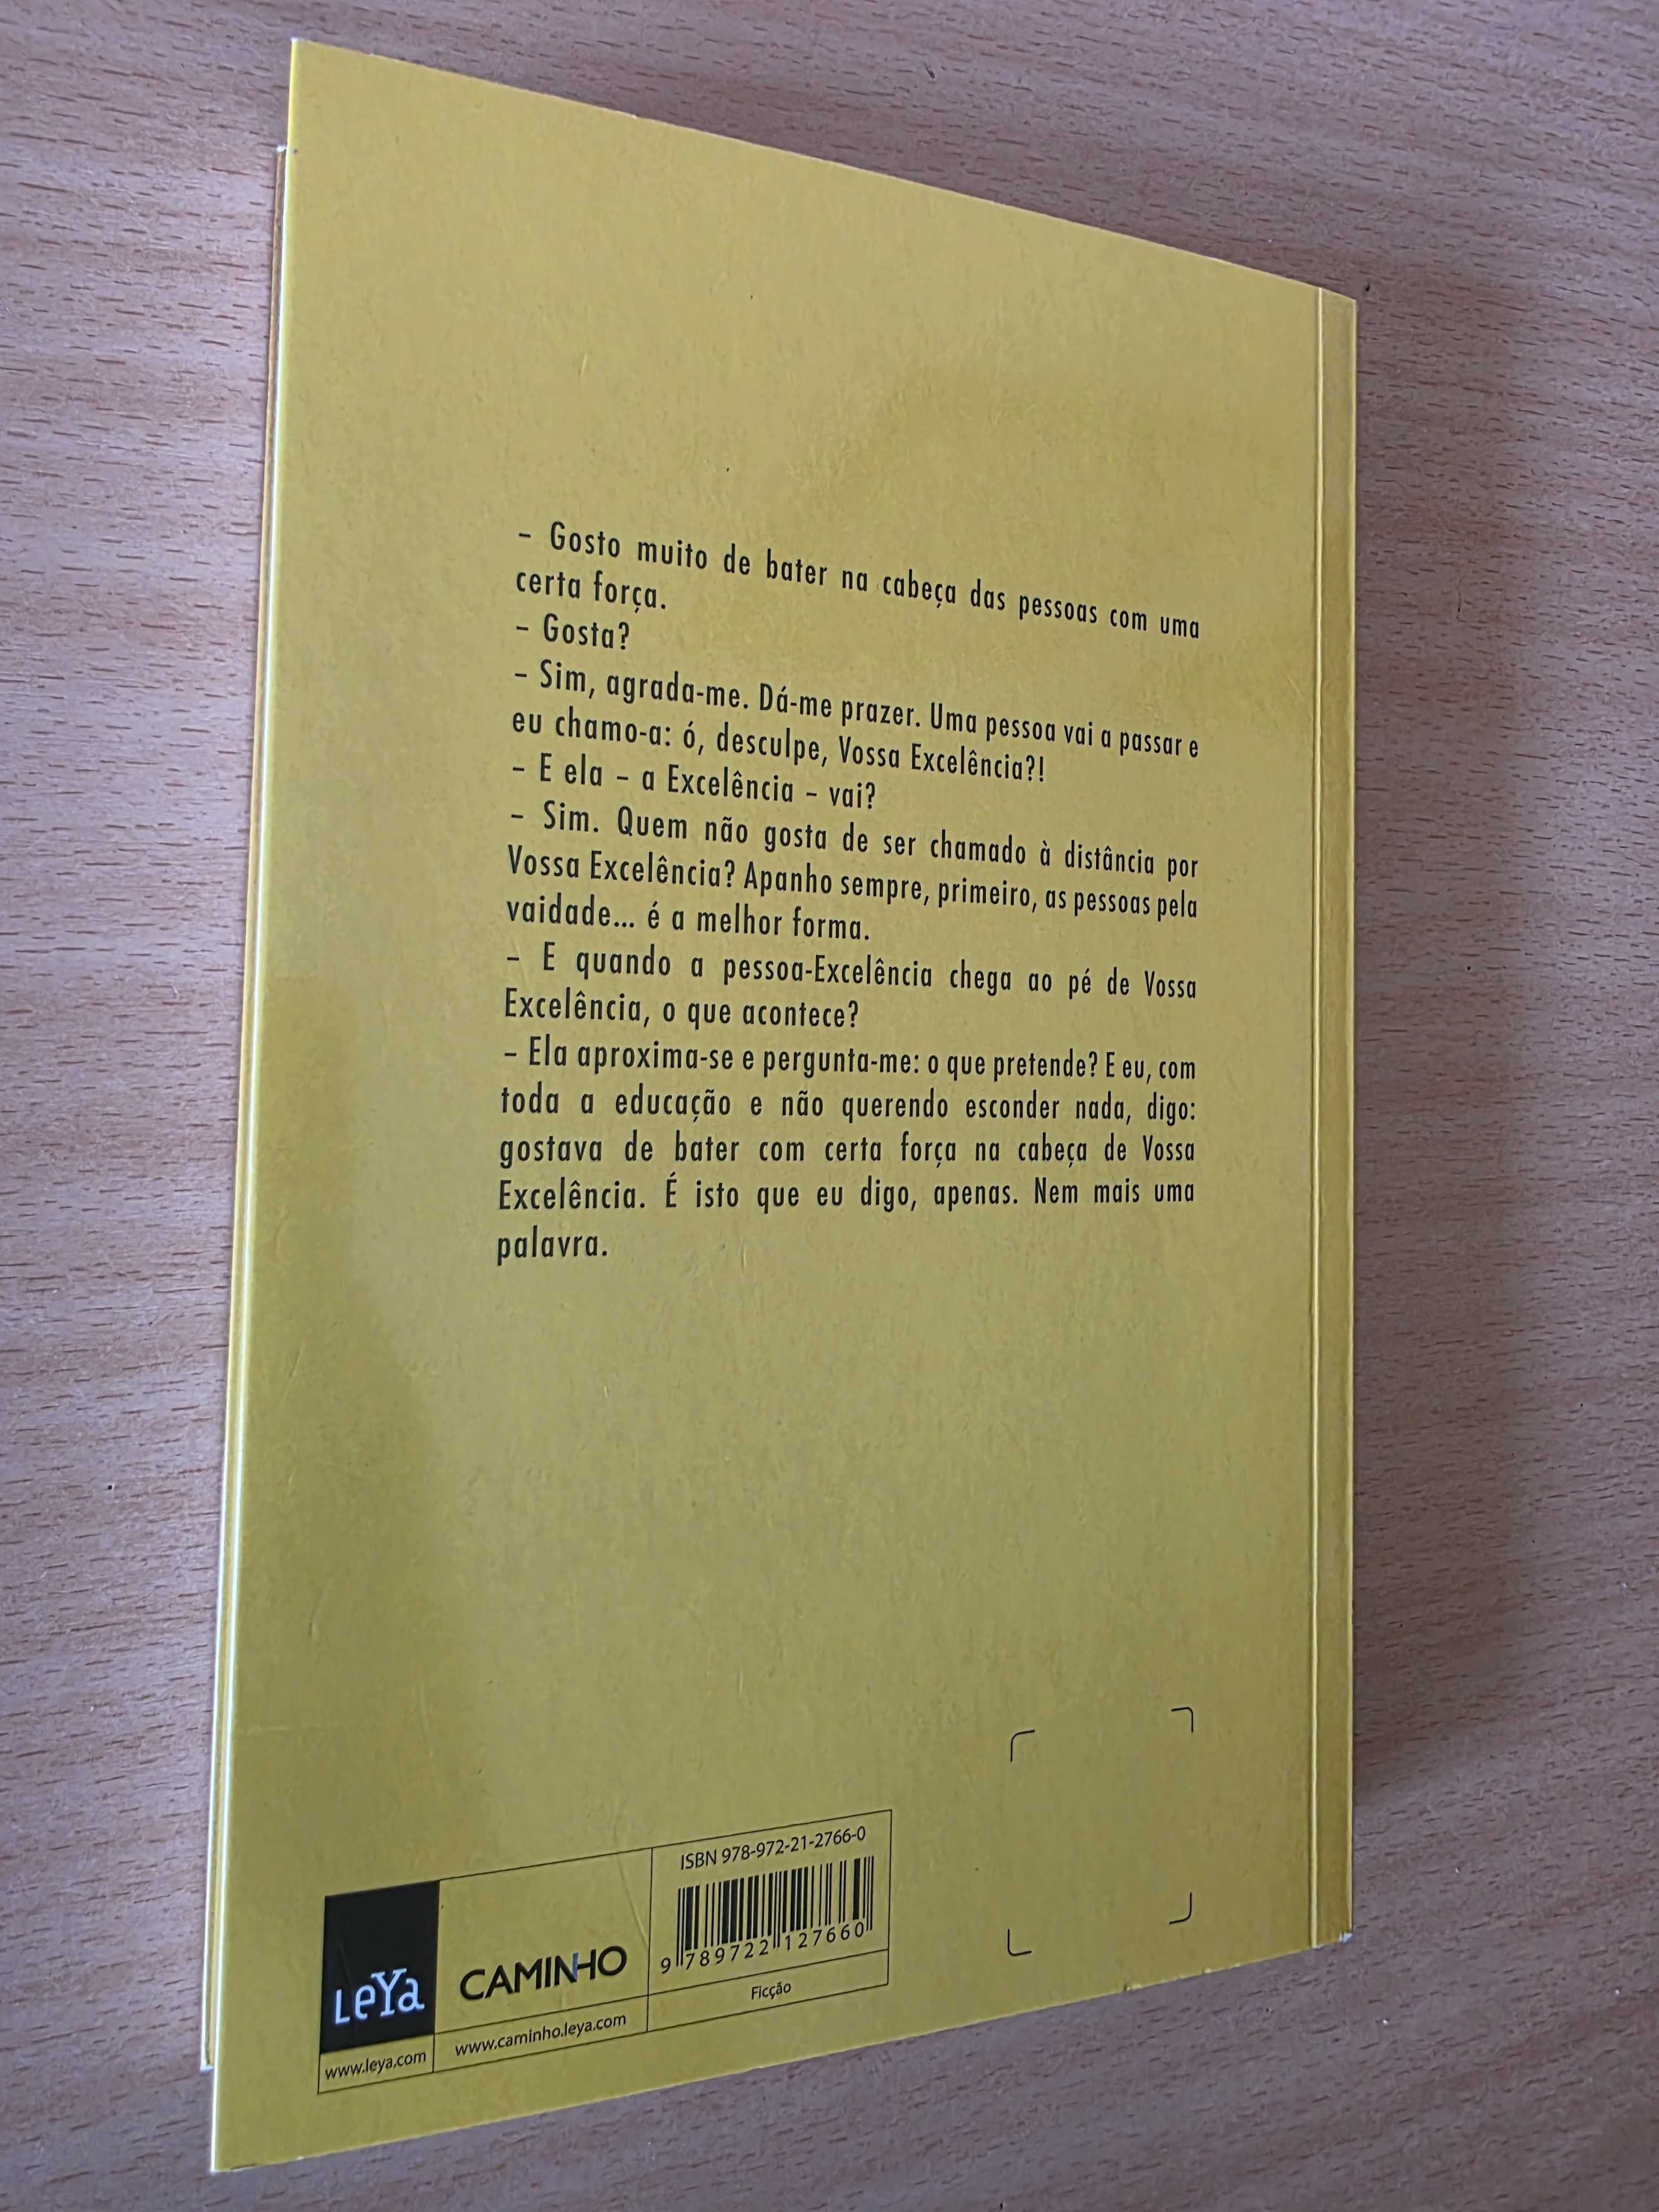 – Gosto muito de bater na cabeça das pessoas com uma
certa força.
– Gosta?
– Sim, agrada-me. Dá-me prazer. Uma pessoa vai a passar e
eu chamo-a: ó, desculpe, Vossa Excelência?!
– E ela – a Excelência – vai?
– Sim. Quem não gosta de ser chamado à distância por
Vossa Excelência? Apanho sempre, primeiro, as pessoas pela
vaidade... é a melhor forma.
– E quando a pessoa-Excelência chega ao pé de Vossa
Excelência, o que acontece?
– Ela aproxima-se e pergunta-me: o que pretende? E eu, com
toda a educação e não querendo esconder nada, digo:
gostava de bater com certa força na cabeça de Vossa
Excelência. É isto que eu digo, apenas. Nem mais uma
palavra.
LeYa
www.leya.com
CAMINHO
www.caminho.leya.com
ISBN 978-972-21-2766-0
9 789722 127660
Ficção